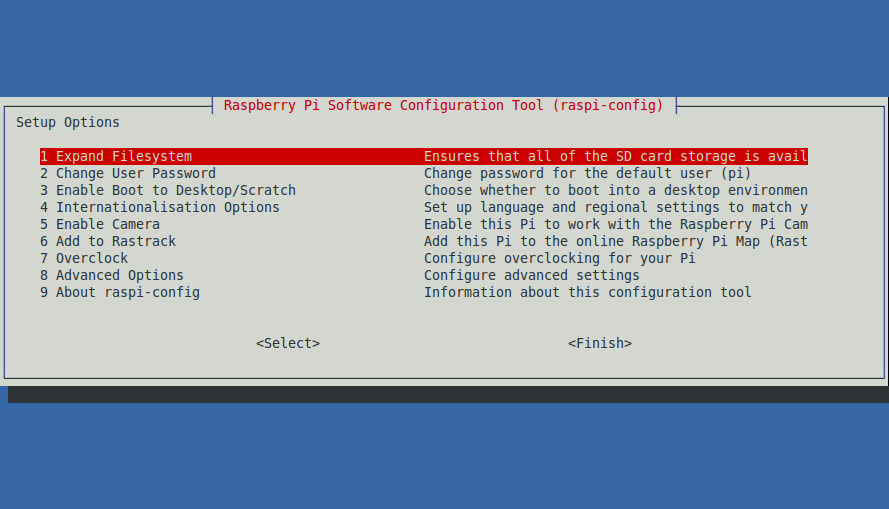 Raspberry Pi Software Configuration Tool (raspi-config)
Setup Options
1 Expand Filesystem Ensures that all of the SD card storage is avail
2 Change User Password Change password for the default user (pi)
3 Enable Boot to Desktop/Scratch Choose whether to boot into a desktop environmen
4 Internationalisation Options Set up language and regional settings to match y
5 Enable Camera Enable this Pi to work with the Raspberry Pi Cam
6 Add to Rastrack Add this Pi to the online Raspberry Pi Map (Rast
7 Overclock Configure overclocking for your Pi
8 Advanced Options Configure advanced settings
9 About raspi-config Information about this configuration tool
<Select> <Finish>